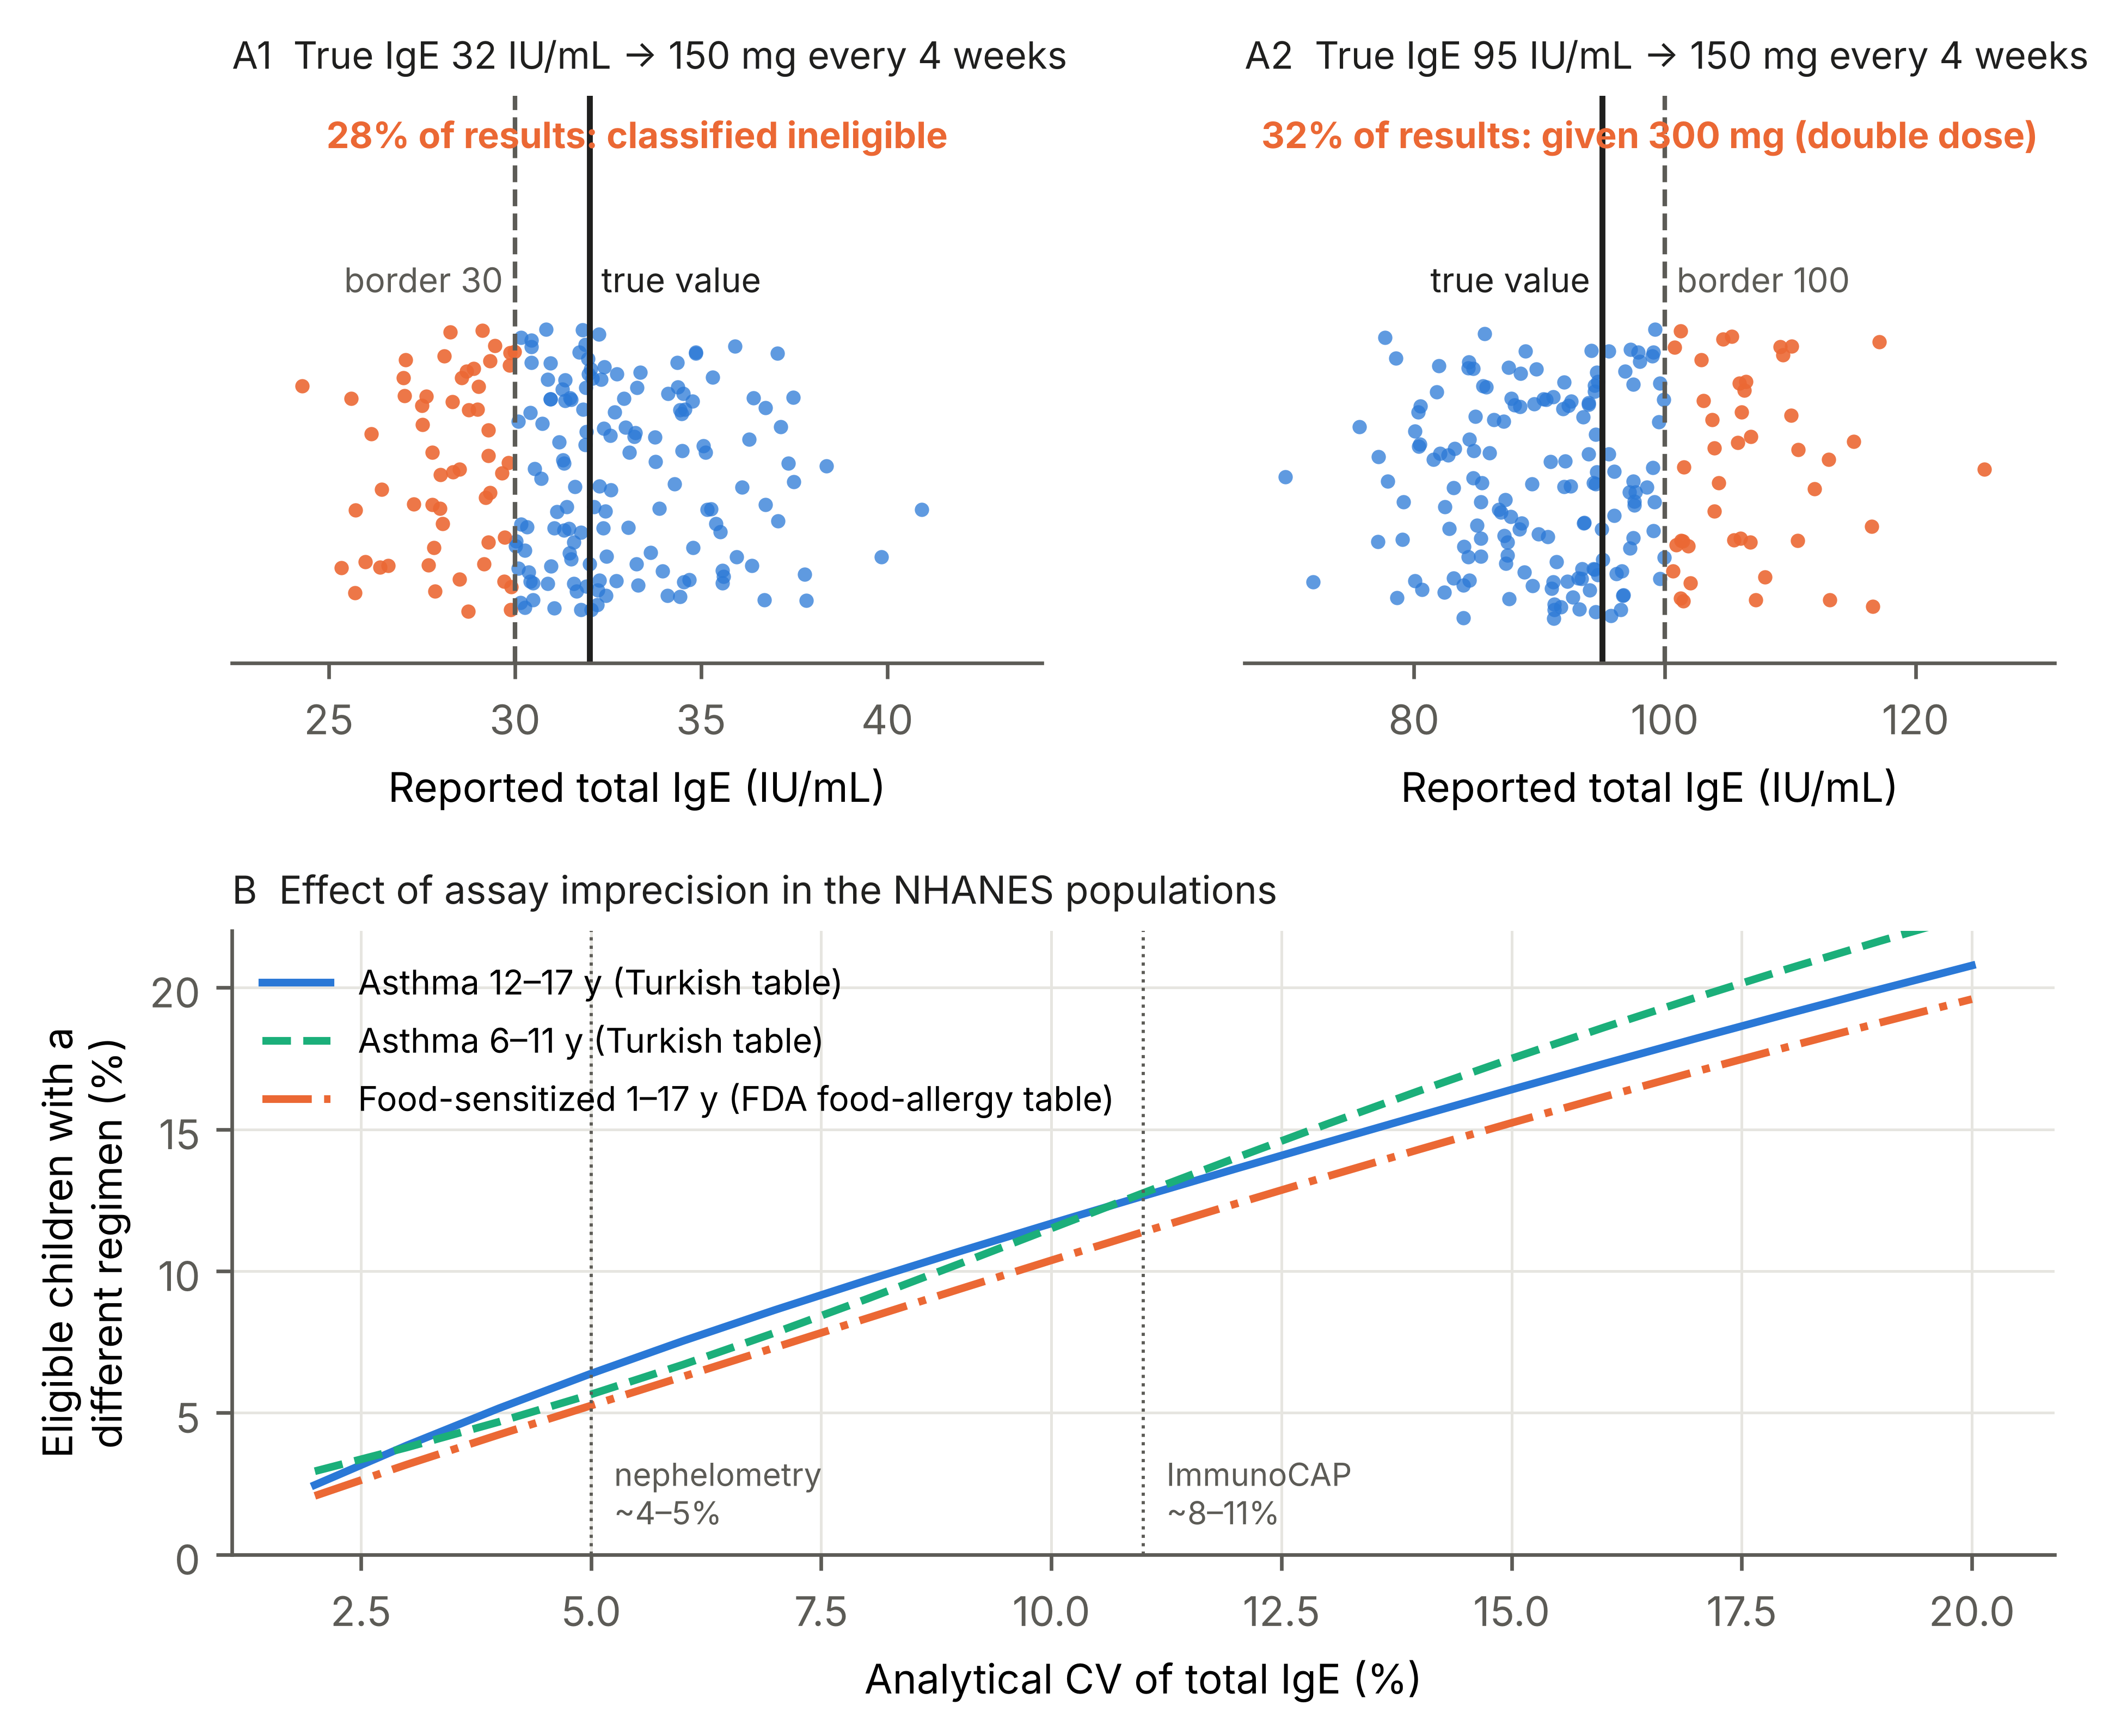 A1 True IgE 32 IU/mL → 150 mg every 4 weeks
28% of results: classified ineligible
border 30
true value
25 30 35 40
Reported total IgE (IU/mL)
A2 True IgE 95 IU/mL → 150 mg every 4 weeks
32% of results: given 300 mg (double dose)
true value
border 100
80 100 120
Reported total IgE (IU/mL)
B Effect of assay imprecision in the NHANES populations
Eligible children with a
different regimen (%)
20
15
10
5
0
Asthma 12–17 y (Turkish table)
Asthma 6–11 y (Turkish table)
Food-sensitized 1–17 y (FDA food-allergy table)
nephelometry
~4–5%
ImmunoCAP
~8–11%
2.5 5.0 7.5 10.0 12.5 15.0 17.5 20.0
Analytical CV of total IgE (%)